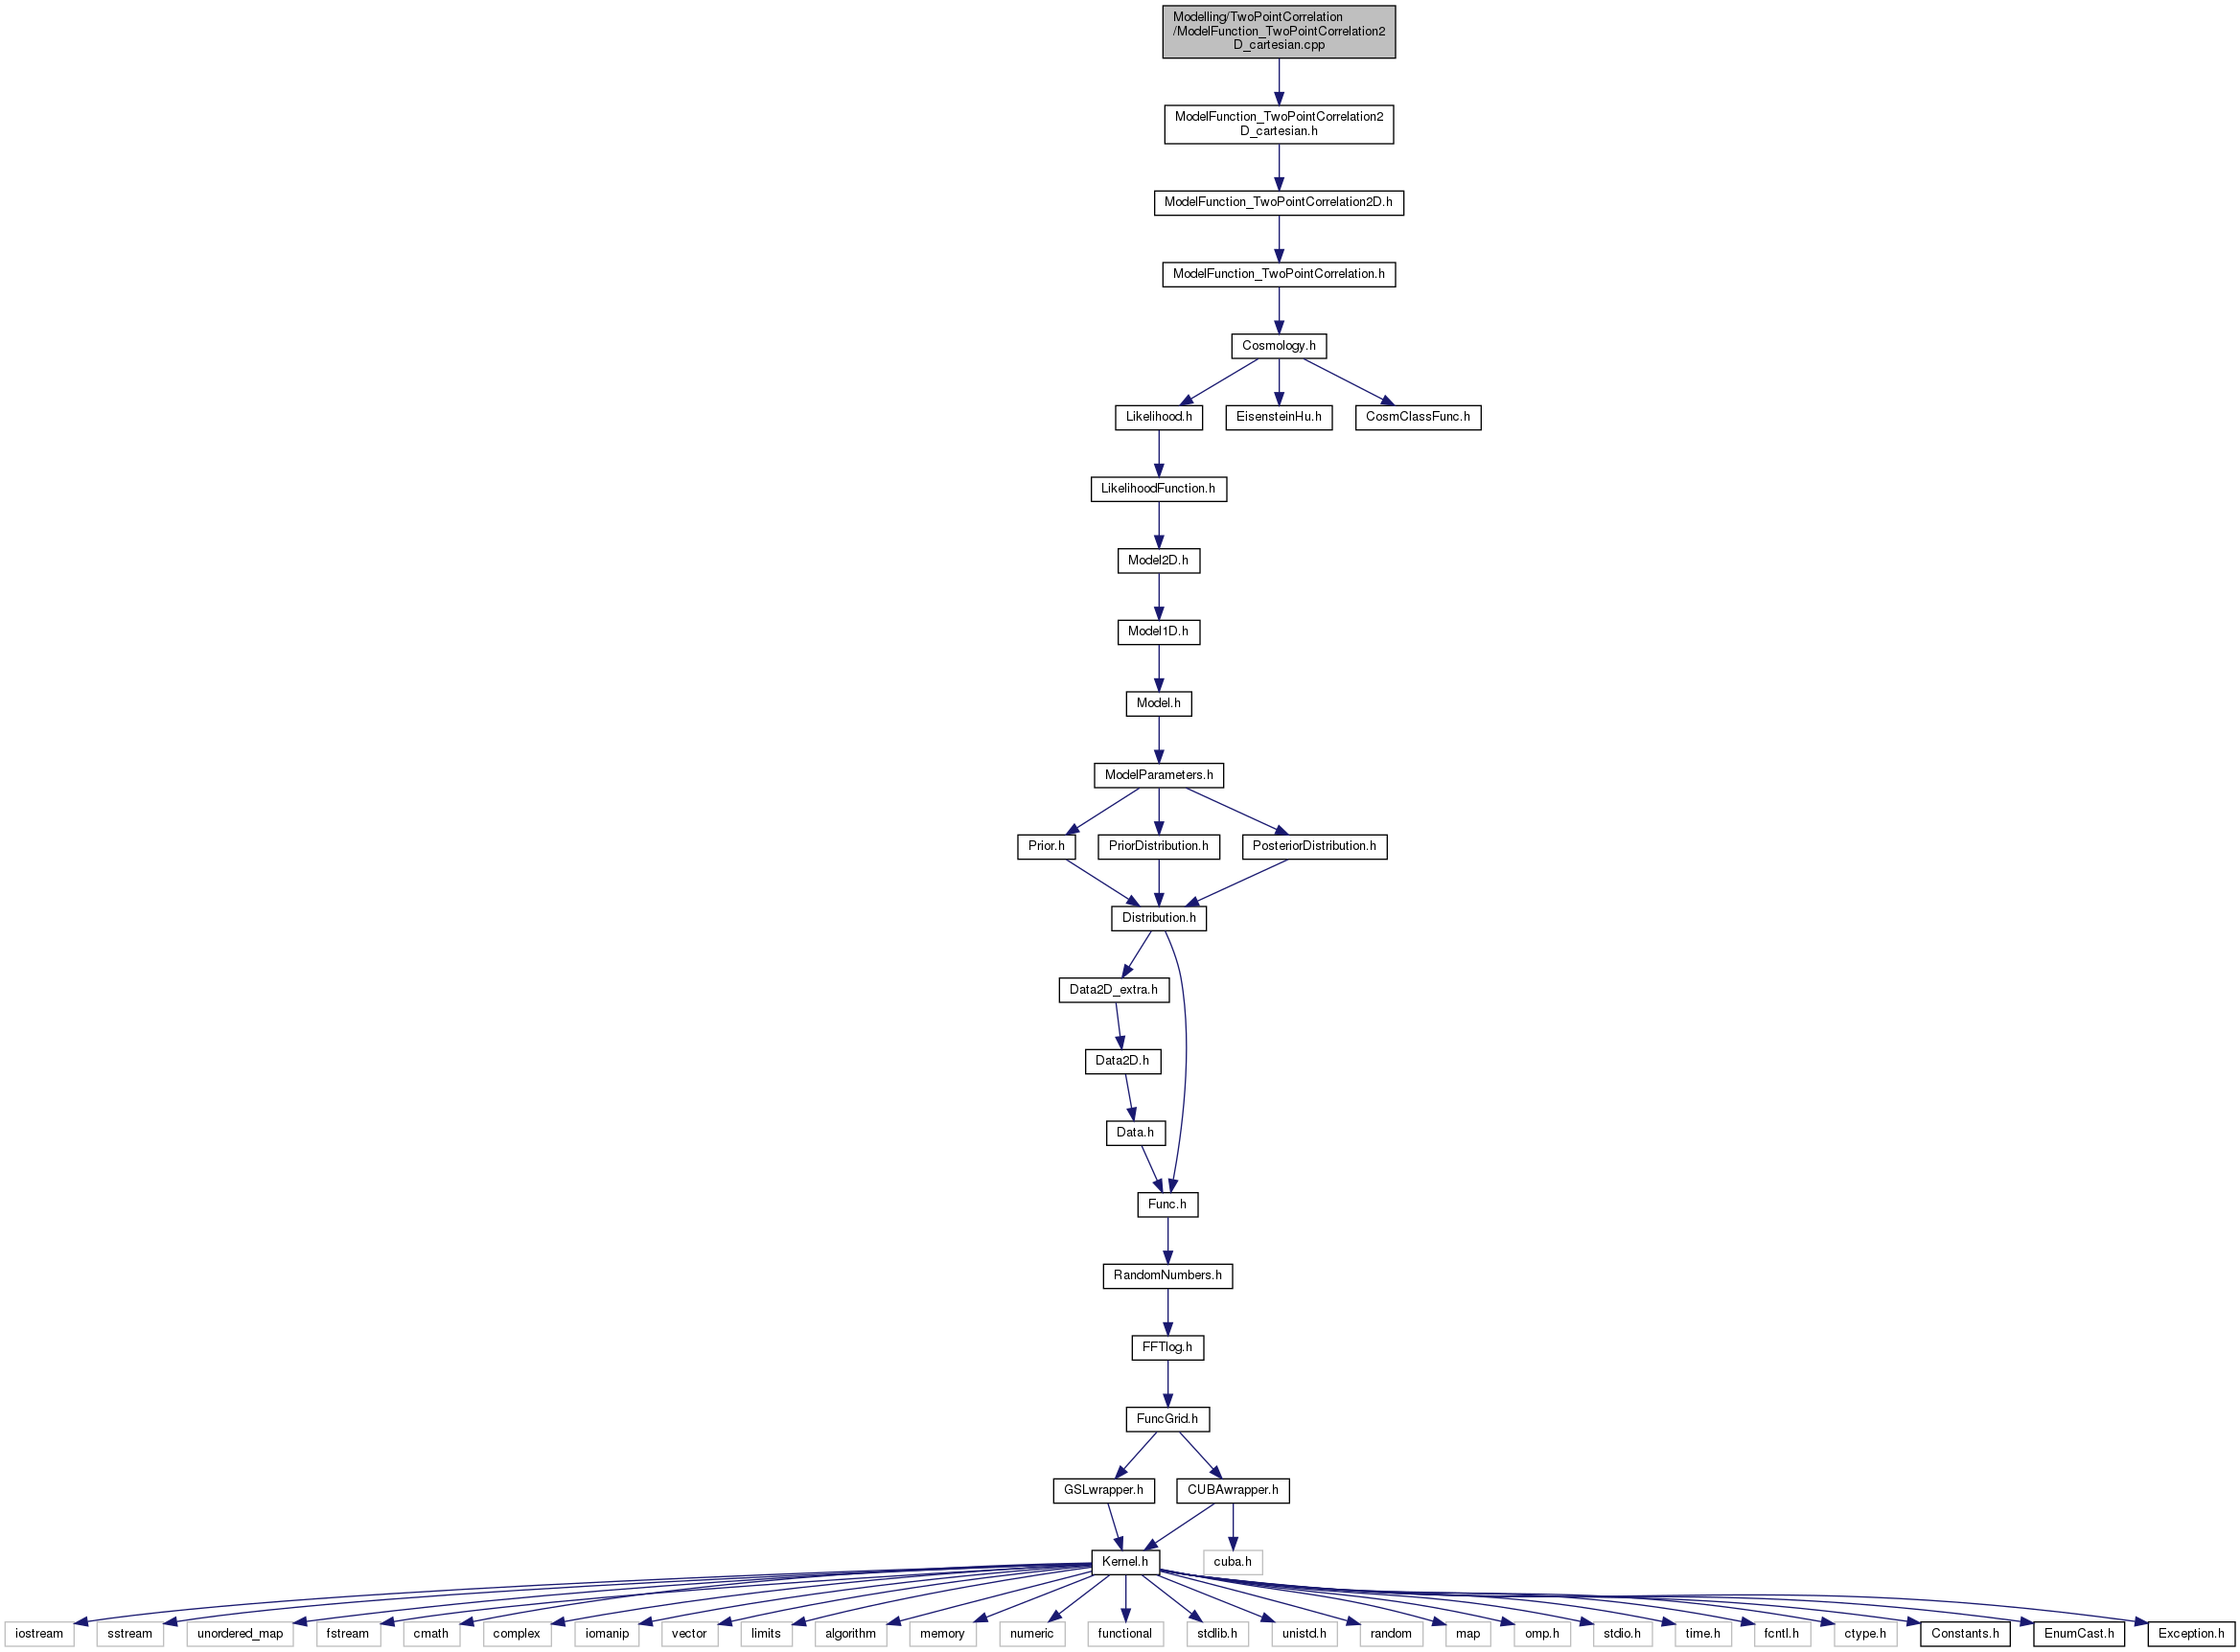 Modelling/TwoPointCorrelation
/ModelFunction_TwoPointCorrelation2
D_cartesian.cpp
ModelFunction_TwoPointCorrelation2
D_cartesian.h
ModelFunction_TwoPointCorrelation2D.h
ModelFunction_TwoPointCorrelation.h
Cosmology.h
Likelihood.h
EisensteinHu.h
CosmClassFunc.h
LikelihoodFunction.h
Model2D.h
Model1D.h
Model.h
ModelParameters.h
Prior.h
PriorDistribution.h
PosteriorDistribution.h
Distribution.h
Data2D_extra.h
Data2D.h
Data.h
Func.h
RandomNumbers.h
FFTlog.h
FuncGrid.h
GSLwrapper.h
CUBAwrapper.h
Kernel.h
cuba.h
iostream
sstream
unordered_map
fstream
cmath
complex
iomanip
vector
limits
algorithm
memory
numeric
functional
stdlib.h
unistd.h
random
map
omp.h
stdio.h
time.h
fcntl.h
ctype.h
Constants.h
EnumCast.h
Exception.h